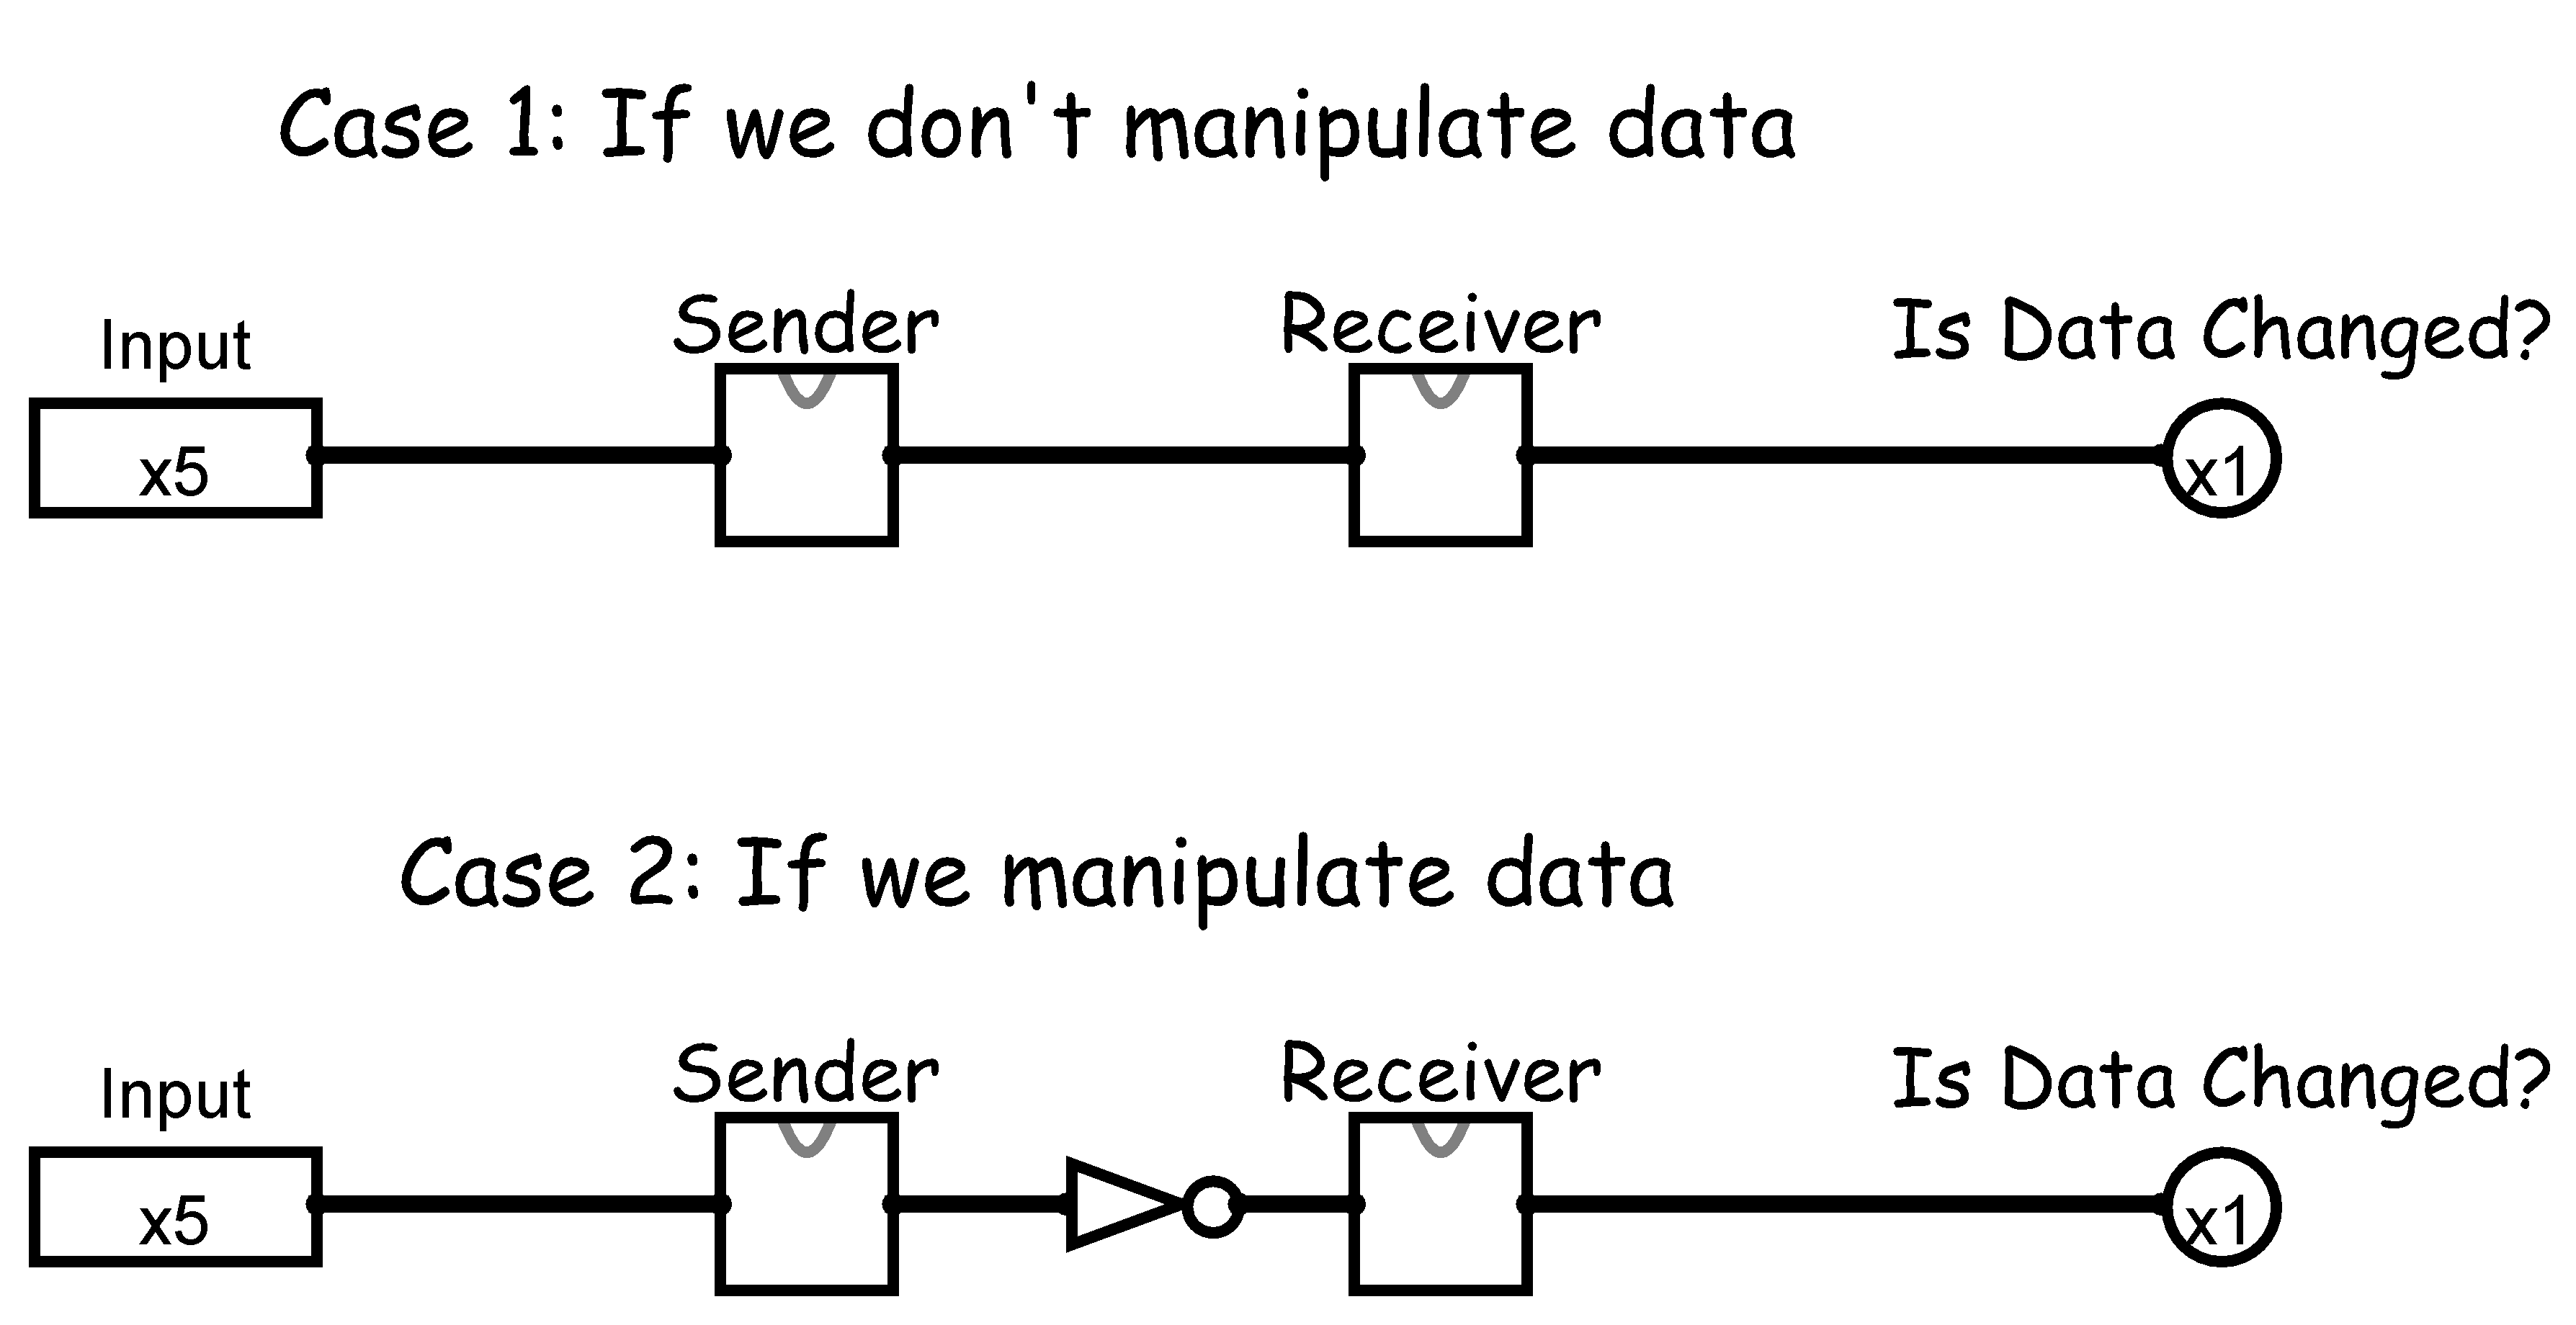 Case 1: If we don't manipulate data
Input
Sender
Receiver
Is Data Changed?
x5
x1
Case 2: If we manipulate data
Input
Sender
Receiver
Is Data Changed?
x5
x1